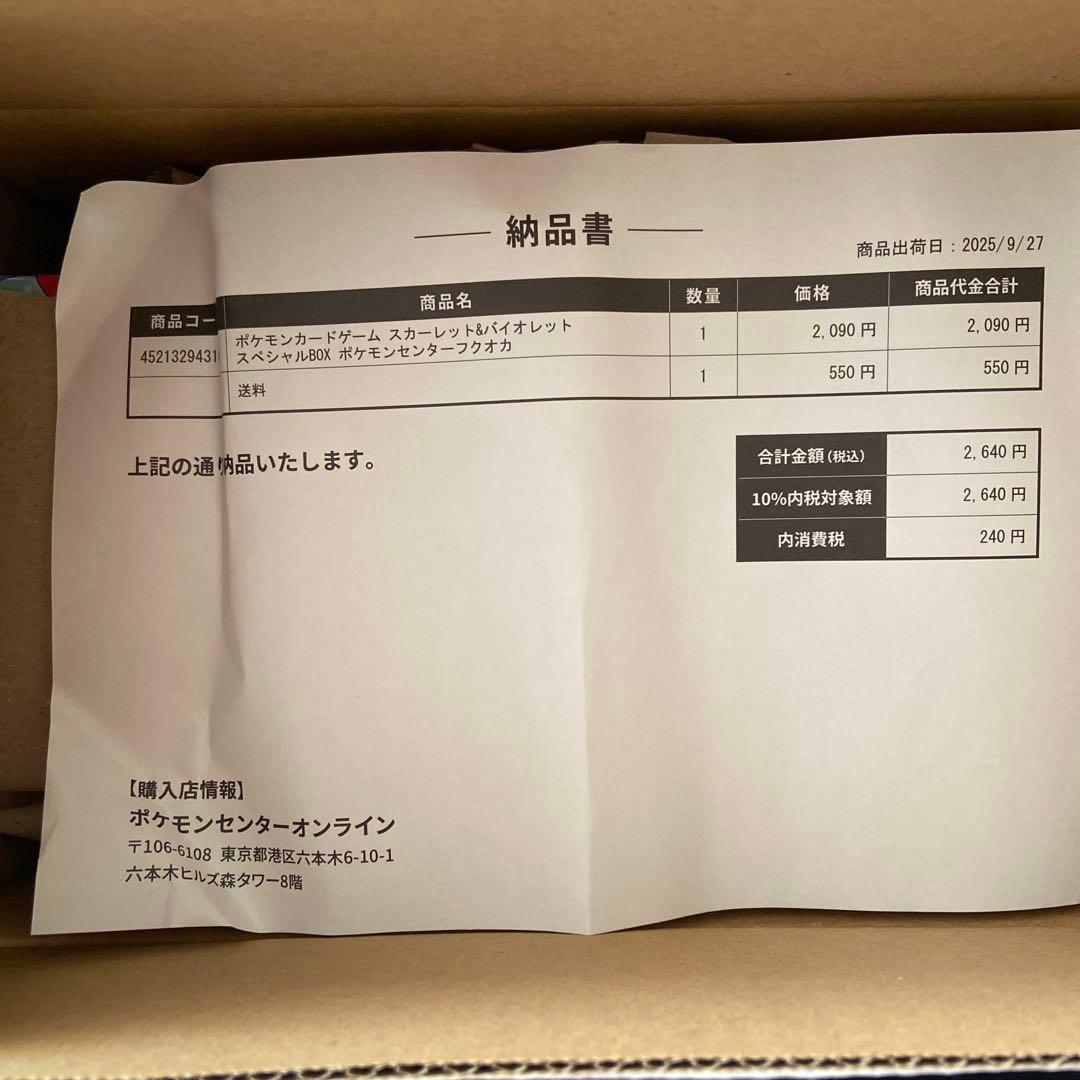 納品書
商品出荷日：2025/9/27
商品コー 商品名 数量 価格 商品代金合計
45213294318 ポケモンカードゲーム スカーレット&バイオレット
スペシャルBOX ポケモンセンターフクオカ 1 2,090 円 2,090 円
送料 1 550 円 550 円
上記の通り納品いたします。
合計金額(税込) 2,640 円
10%内税対象額 2,640 円
内消費税 240 円
【購入店情報】
ポケモンセンターオンライン
〒106-6108 東京都港区六本木6-10-1
六本木ヒルズ森タワー8階